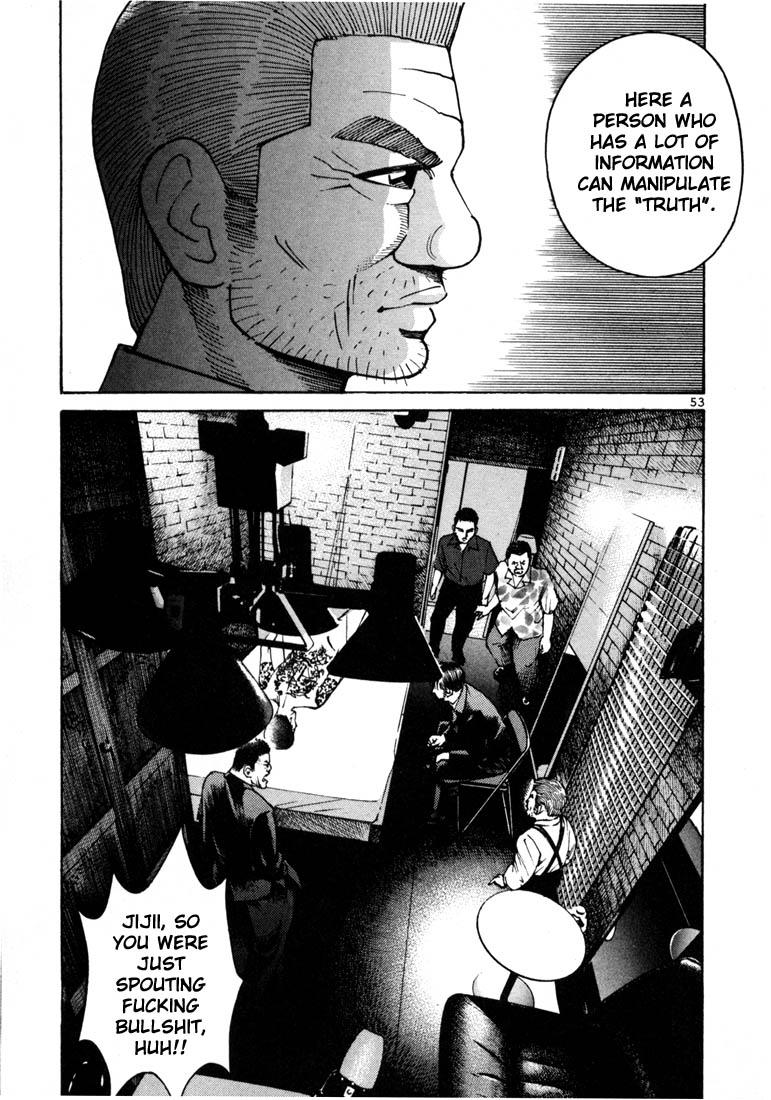 HERE A
PERSON WHO
HAS A LOT OF
INFORMATION
CAN MANIPULATE
THE "TRUTH".
53
JIJII, SO
YOU WERE
JUST
SPOUTING
FUCKING
BULLSHIT,
HUH!!